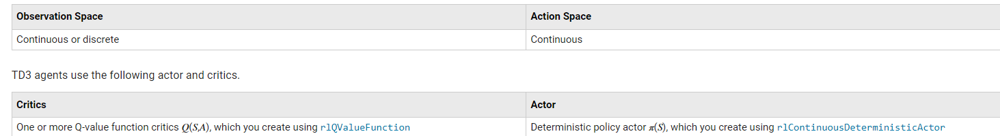 Observation Space Action Space
Continuous or discrete Continuous
TD3 agents use the following actor and critics.
Critics Actor
One or more Q-value function critics Q(S,A), which you create using rlQValueFunction Deterministic policy actor π(S), which you create using rlContinuousDeterministicActor